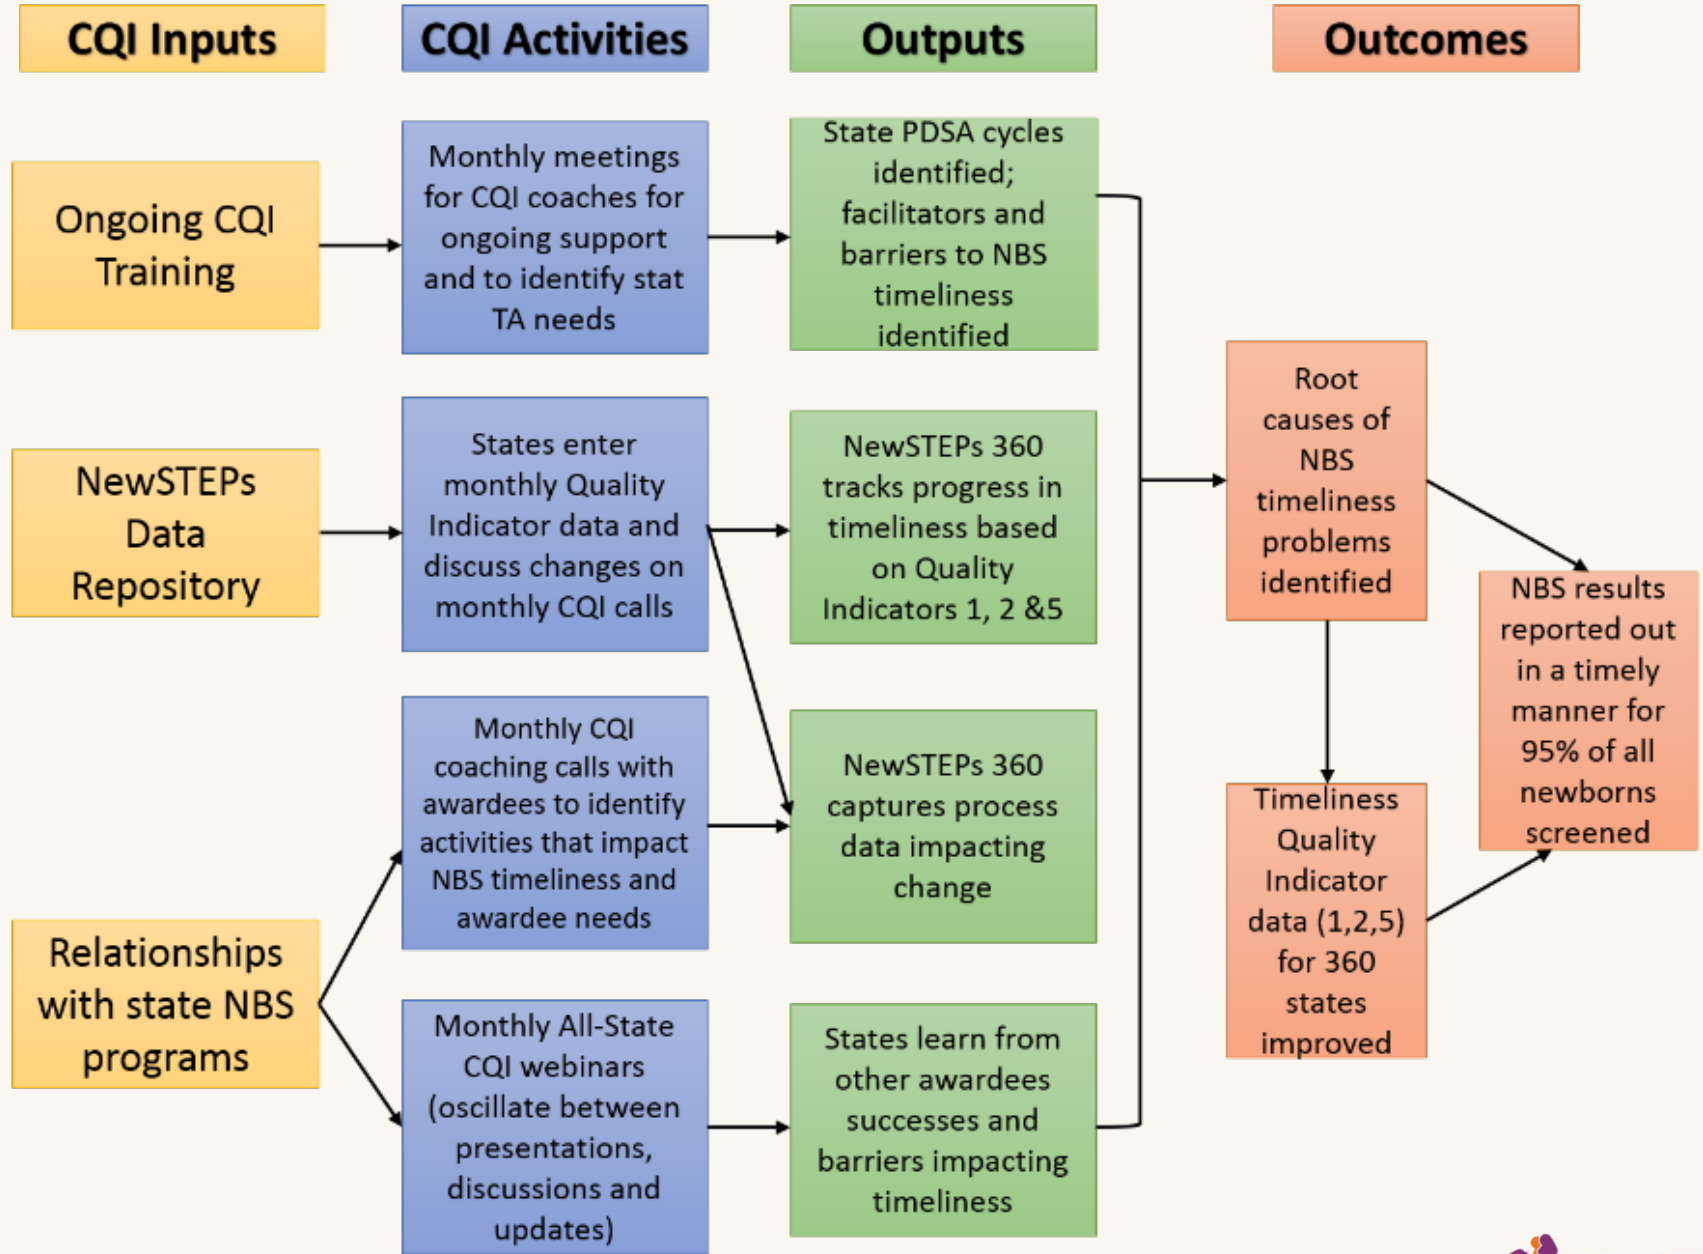 CQI Inputs
CQI Activities
Outputs
Outcomes
Ongoing CQI
Training
Monthly meetings
for CQI coaches for
ongoing support
and to identify stat
TA needs
State PDSA cycles
identified;
facilitators and
barriers to NBS
timeliness
identified
NewSTEPs
Data
Repository
States enter
monthly Quality
Indicator data and
discuss changes on
monthly CQI calls
NewSTEPs 360
tracks progress in
timeliness based
on Quality
Indicators 1, 2 &5
Relationships
with state NBS
programs
Monthly CQI
coaching calls with
awardees to identify
activities that impact
NBS timeliness and
awardee needs
NewSTEPs 360
captures process
data impacting
change
Monthly All-State
CQI webinars
(oscillate between
presentations,
discussions and
updates)
States learn from
other awardees
successes and
barriers impacting
timeliness
Root
causes of
NBS
timeliness
problems
identified
Timeliness
Quality
Indicator
data (1,2,5)
for 360
states
improved
NBS results
reported out
in a timely
manner for
95% of all
newborns
screened